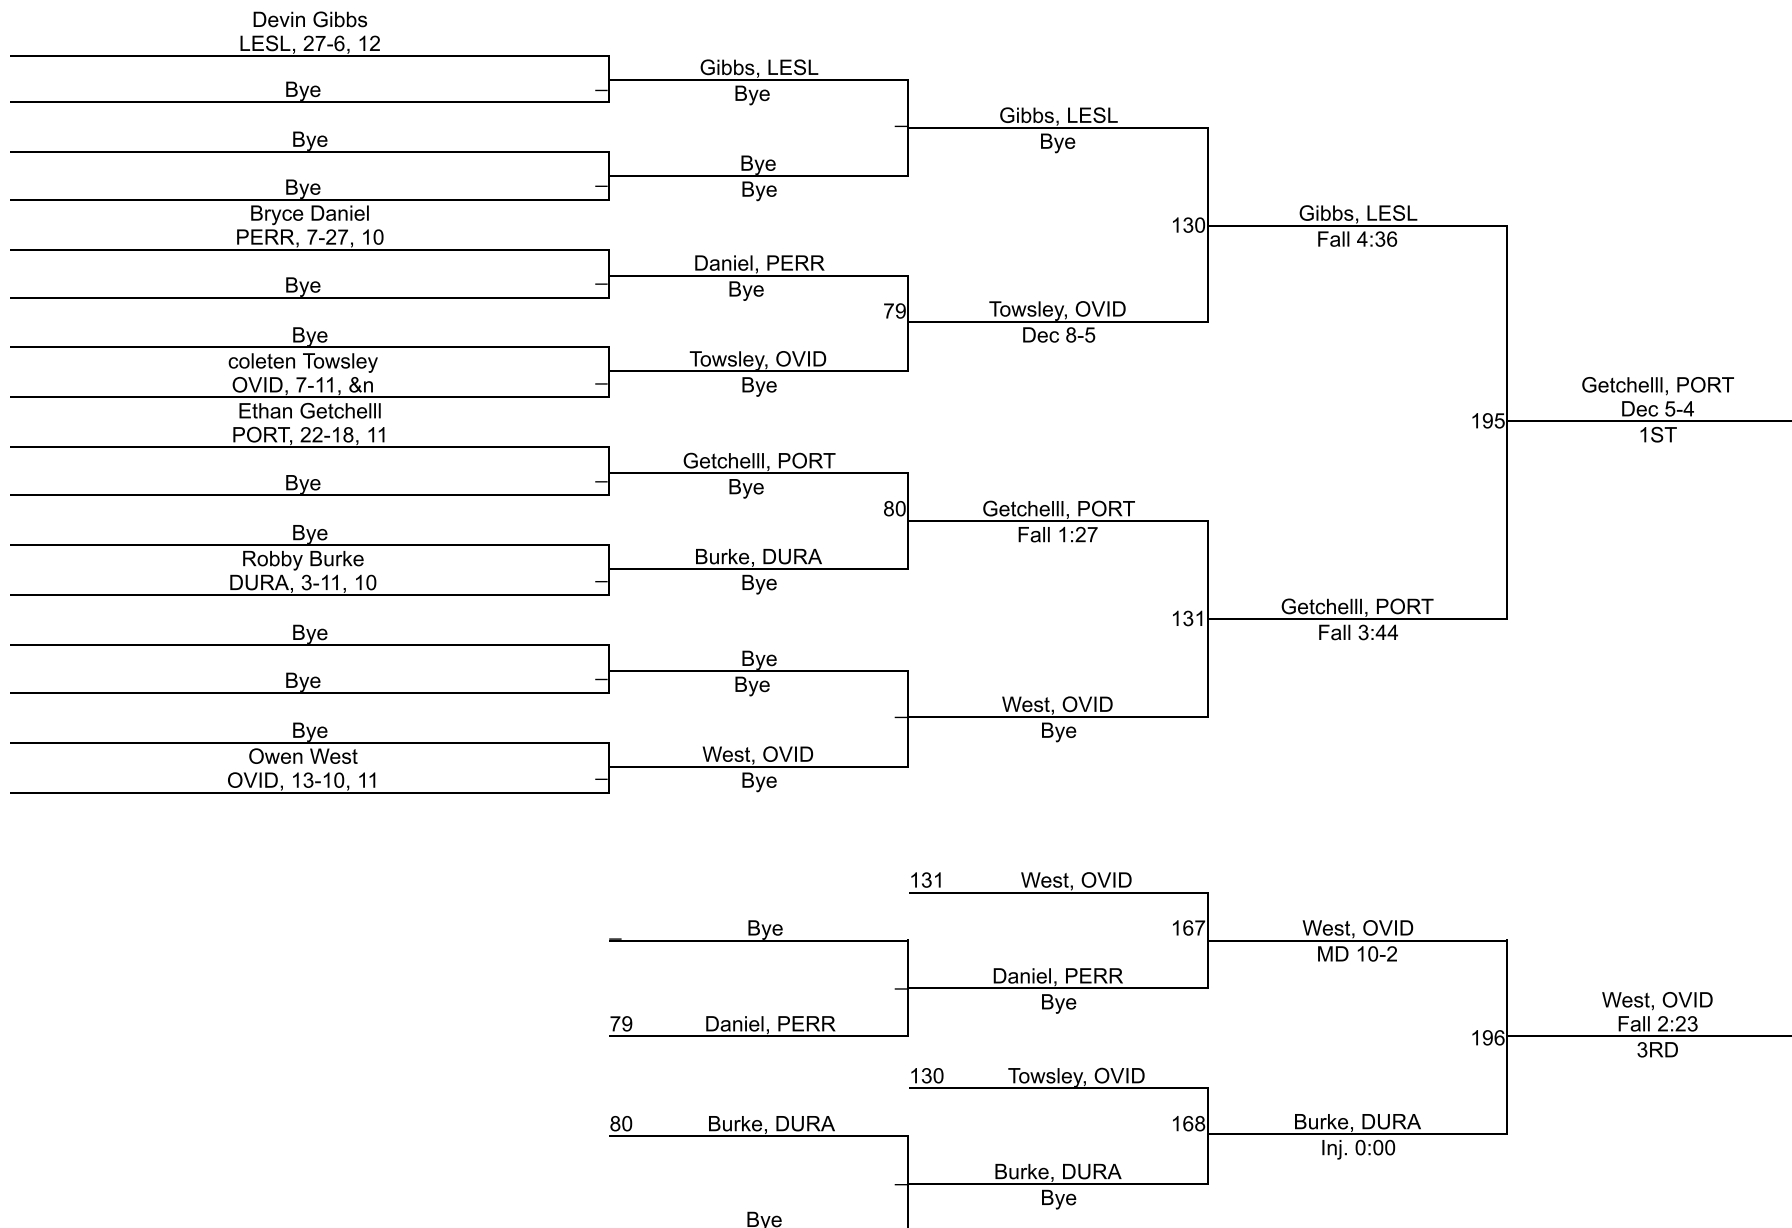 Devin Gibbs
LESL, 27-6, 12
Bye
Bye
Bye
Bryce Daniel
PERR, 7-27, 10
Bye
Bye
coleten Towsley
OVID, 7-11, &n
Ethan Getchelll
PORT, 22-18, 11
Bye
Bye
Robby Burke
DURA, 3-11, 10
Bye
Bye
Bye
Owen West
OVID, 13-10, 11
Gibbs, LESL
Bye
Bye
Bye
Daniel, PERR
Bye
Towsley, OVID
Bye
Getchelll, PORT
Bye
Burke, DURA
Bye
Bye
Bye
West, OVID
Bye
Gibbs, LESL
Bye
79
Towsley, OVID
Dec 8-5
80
Getchelll, PORT
Fall 1:27
West, OVID
Bye
130
Gibbs, LESL
Fall 4:36
131
Getchelll, PORT
Fall 3:44
195
Getchelll, PORT
Dec 5-4
1ST
Bye
79 Daniel, PERR
80 Burke, DURA
Bye
131 West, OVID
Daniel, PERR
Bye
130 Towsley, OVID
Burke, DURA
Bye
167
West, OVID
MD 10-2
168
Burke, DURA
Inj. 0:00
196
West, OVID
Fall 2:23
3RD